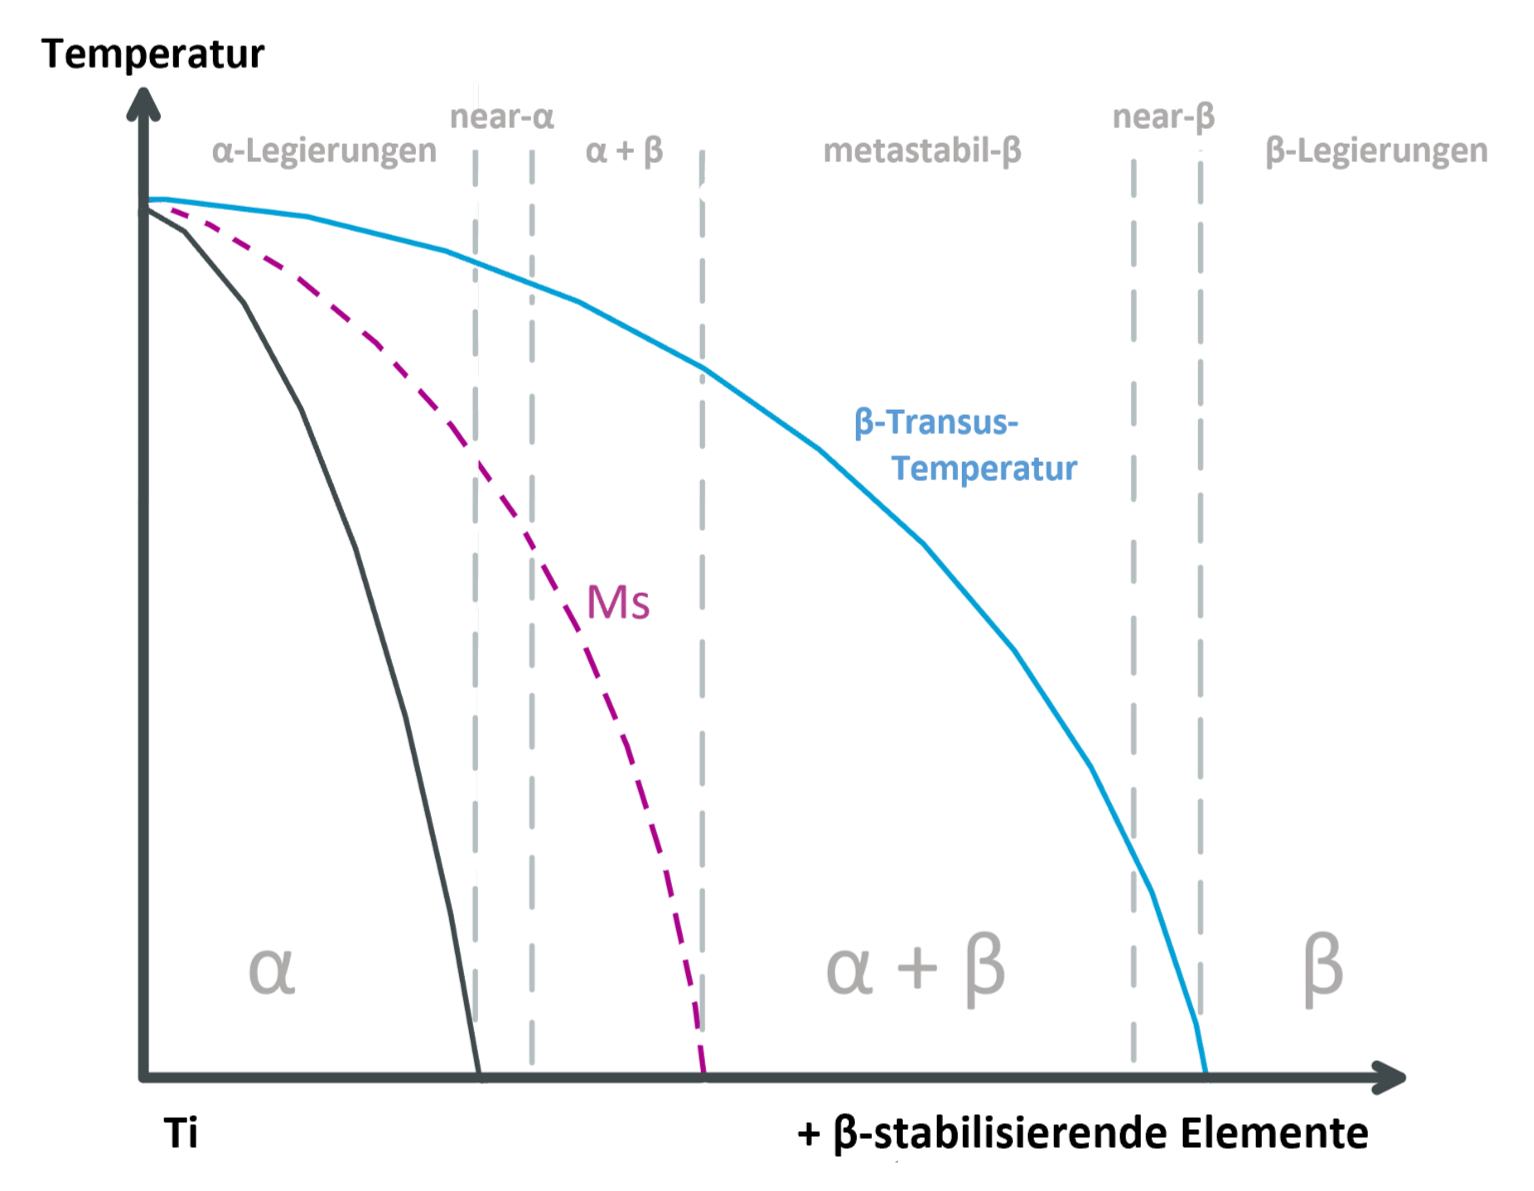 Temperatur
near-α
near-β
α-Legierungen
α + β
metastabil-β
β-Legierungen
β-Transus-
Temperatur
Ms
α
α + β
β
Ti
+ β-stabilisierende Elemente